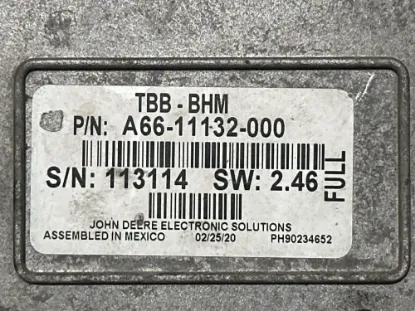 TBB - BHM
P/N: A66-11132-000
S/N: 113114 SW: 2.46
FULL
JOHN DEERE ELECTRONIC SOLUTIONS
ASSEMBLED IN MEXICO 02/25/20 PH90234652